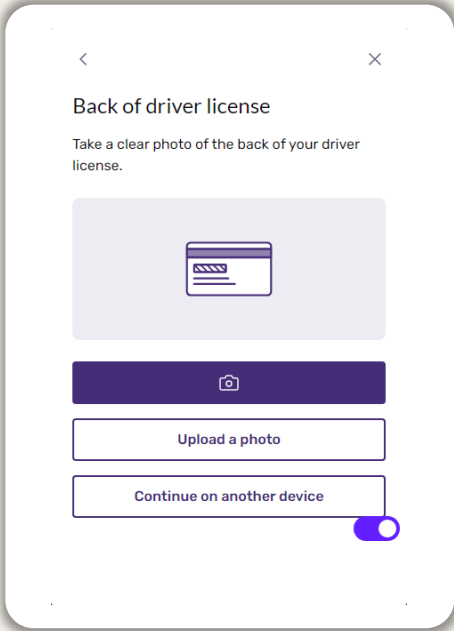 Back of driver license
Take a clear photo of the back of your driver
license.
Upload a photo
Continue on another device